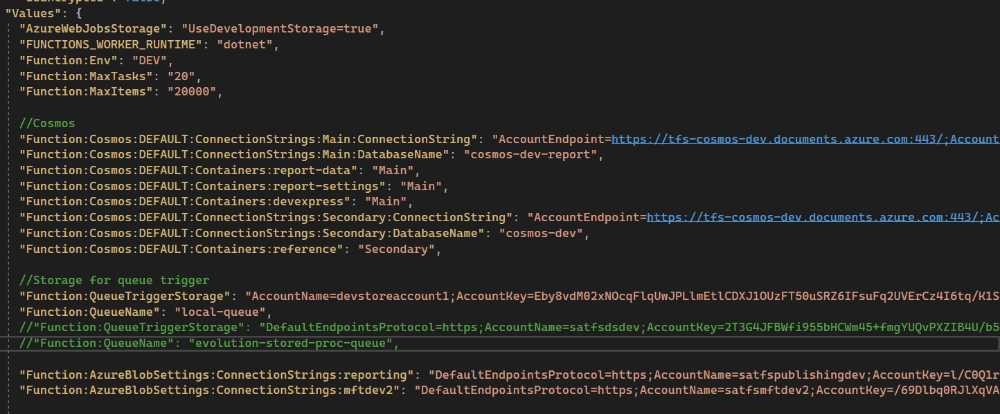 "Values": {
"AzureWebJobsStorage": "UseDevelopmentStorage=true",
"FUNCTIONS_WORKER_RUNTIME": "dotnet",
"Function:Env": "DEV",
"Function:MaxTasks": "20",
"Function:MaxItems": "20000",
//Cosmos
"Function:Cosmos:DEFAULT:ConnectionStrings:Main:ConnectionString": "AccountEndpoint=https://tfs-cosmos-dev.documents.azure.com:443/;Account
"Function:Cosmos:DEFAULT:ConnectionStrings:Main:DatabaseName": "cosmos-dev-report",
"Function:Cosmos:DEFAULT:Containers:report-data": "Main",
"Function:Cosmos:DEFAULT:Containers:report-settings": "Main",
"Function:Cosmos:DEFAULT:Containers:devexpress": "Main",
"Function:Cosmos:DEFAULT:ConnectionStrings:Secondary:ConnectionString": "AccountEndpoint=https://tfs-cosmos-dev.documents.azure.com:443/;Ac
"Function:Cosmos:DEFAULT:ConnectionStrings:Secondary:DatabaseName": "cosmos-dev",
"Function:Cosmos:DEFAULT:Containers:reference": "Secondary",
//Storage for queue trigger
"Function:QueueTriggerStorage": "AccountName=devstoreaccount1;AccountKey=Eby8vdM02xNOcqFlqUwJPLlmEtlCDXJ1OUzFT50uSRZ6IFsuFq2UVErCz4I6tq/K1S
"Function:QueueName": "local-queue",
//"Function:QueueTriggerStorage": "DefaultEndpointsProtocol=https;AccountName=satfsdsdev;AccountKey=2T3G4JFBWfi955bHCWm45+fmgYUQvPXZIB4U/b5
//"Function:QueueName": "evolution-stored-proc-queue",
"Function:AzureBlobSettings:ConnectionStrings:reporting": "DefaultEndpointsProtocol=https;AccountName=satfspublishingdev;AccountKey=l/C0Q1r
"Function:AzureBlobSettings:ConnectionStrings:mftdev2": "DefaultEndpointsProtocol=https;AccountName=satfsmftdev2;AccountKey=/69Dlbq0RJlXqVA